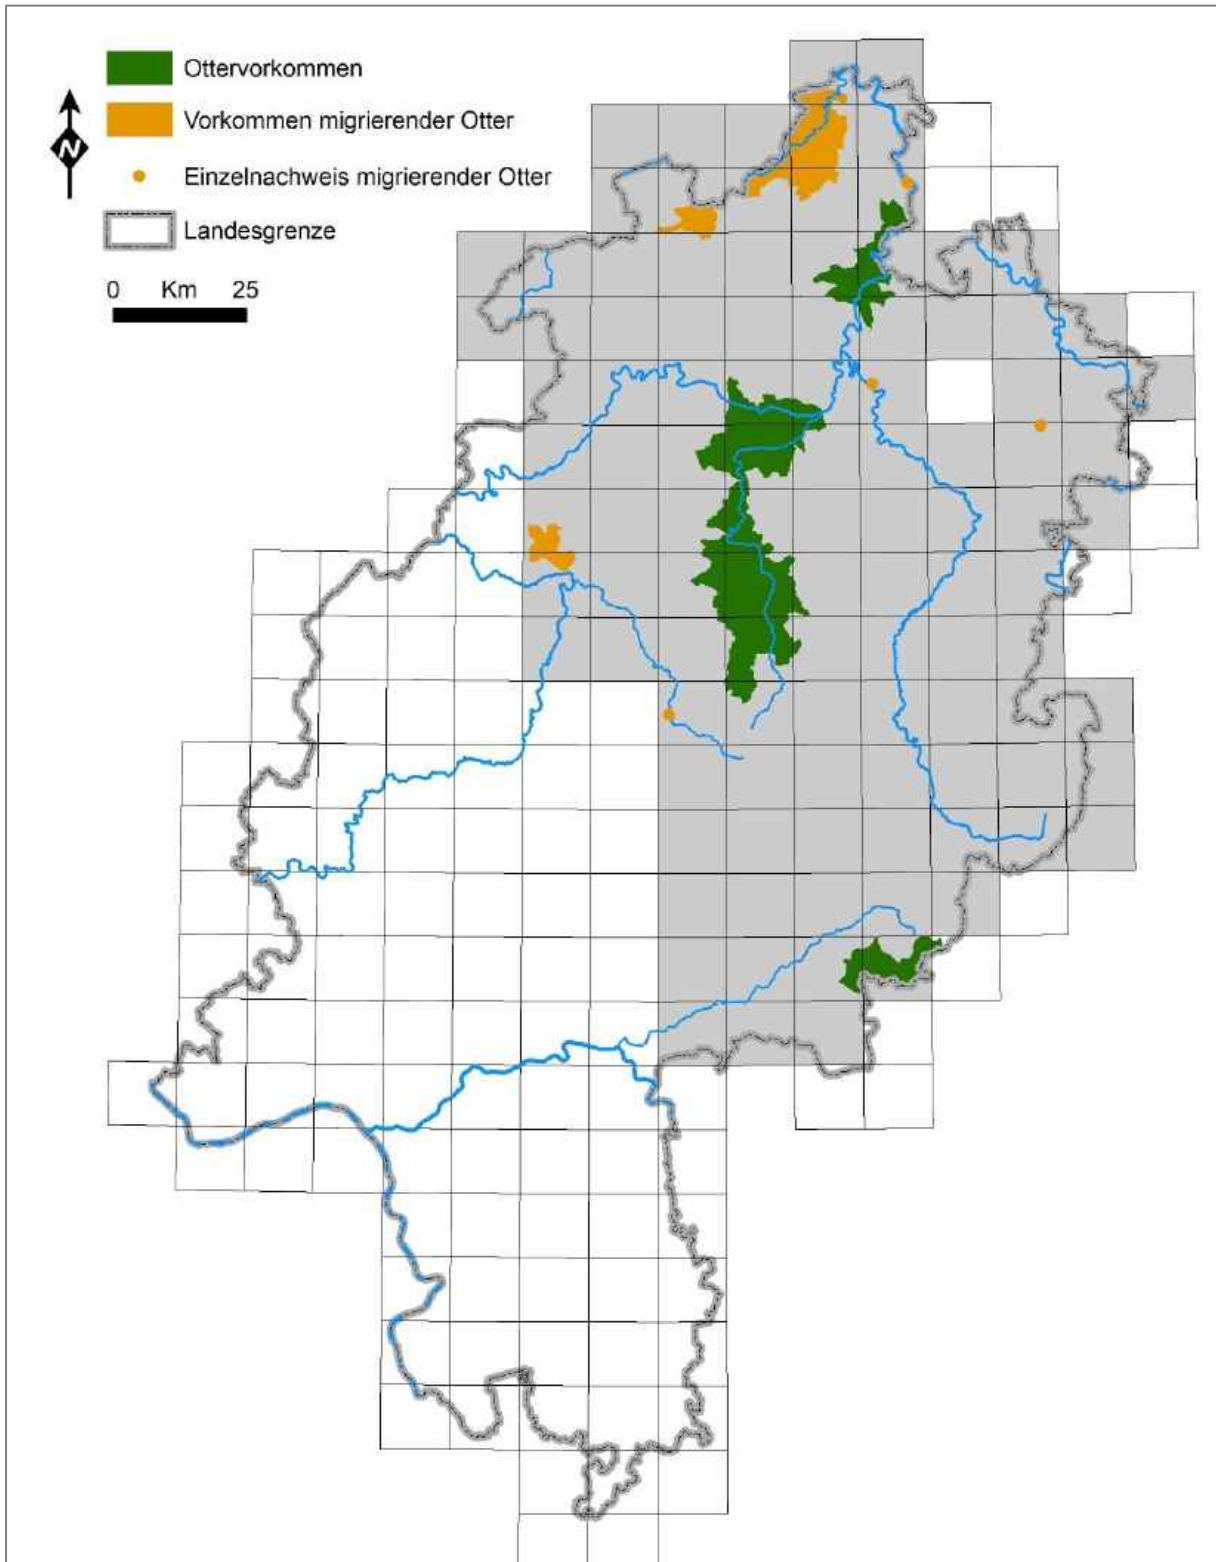 Ottervorkommen
Vorkommen migrierender Otter
N
Einzelnachweis migrierender Otter
Landesgrenze
0 Km 25